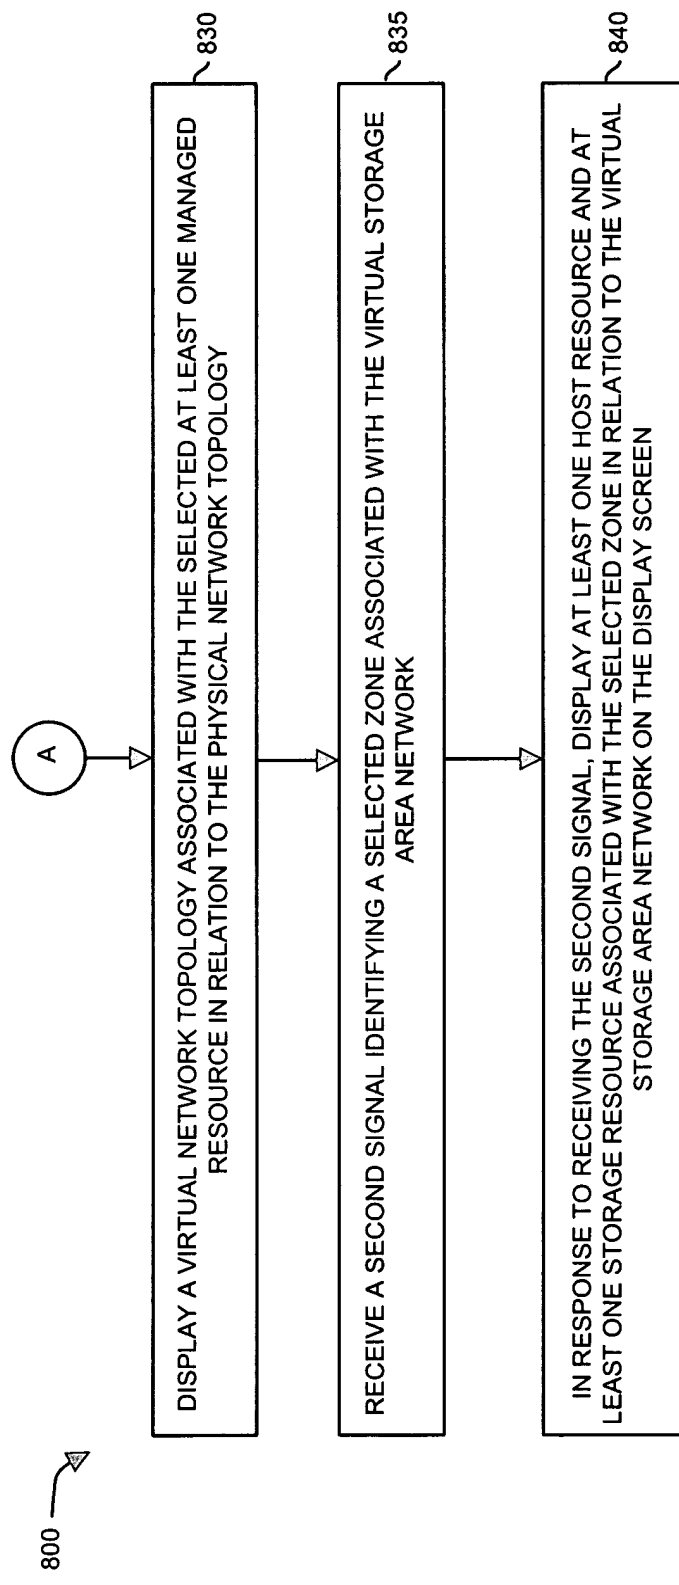 800
A
DISPLAY A VIRTUAL NETWORK TOPOLOGY ASSOCIATED WITH THE SELECTED AT LEAST ONE MANAGED
RESOURCE IN RELATION TO THE PHYSICAL NETWORK TOPOLOGY
830
RECEIVE A SECOND SIGNAL IDENTIFYING A SELECTED ZONE ASSOCIATED WITH THE VIRTUAL STORAGE
AREA NETWORK
835
IN RESPONSE TO RECEIVING THE SECOND SIGNAL, DISPLAY AT LEAST ONE HOST RESOURCE AND AT
LEAST ONE STORAGE RESOURCE ASSOCIATED WITH THE SELECTED ZONE IN RELATION TO THE VIRTUAL
STORAGE AREA NETWORK ON THE DISPLAY SCREEN
840